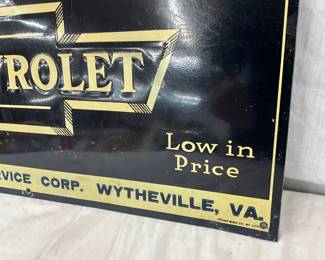 VROLET
Low in
Price
VICE CORP. WYTHEVILLE, VA.